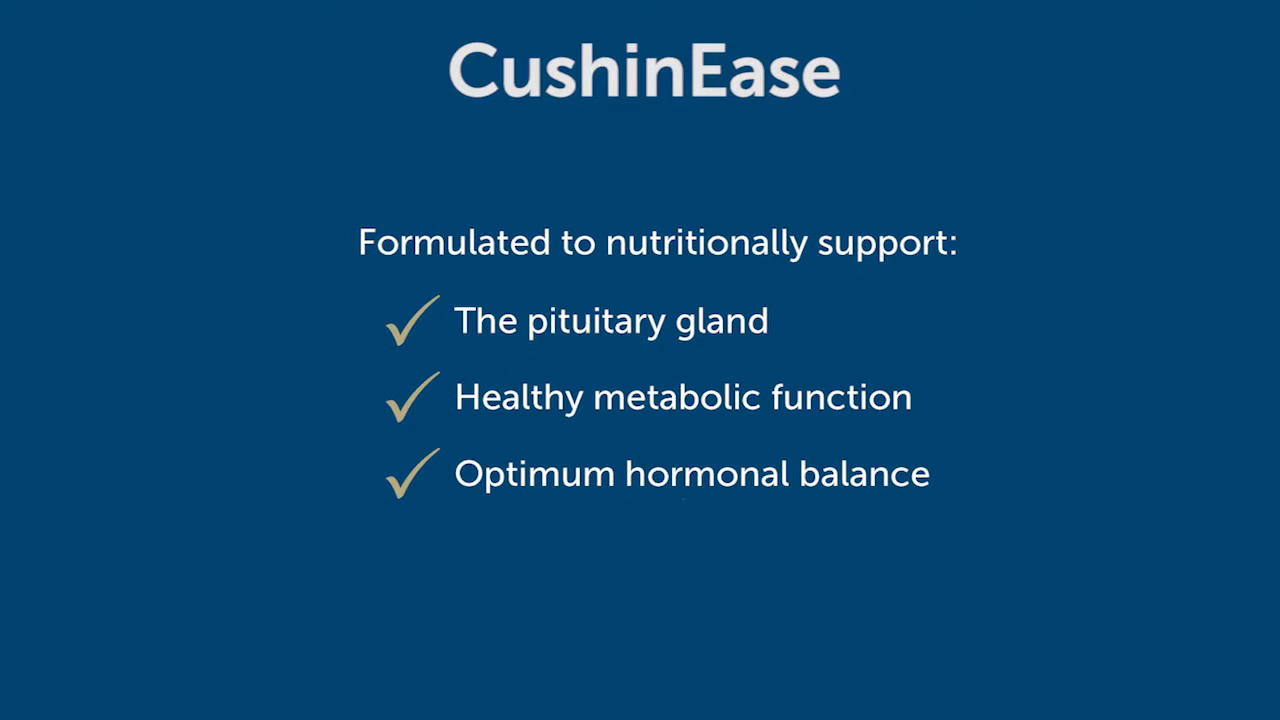 CushinEase
Formulated to nutritionally support:
The pituitary gland
Healthy metabolic function
Optimum hormonal balance